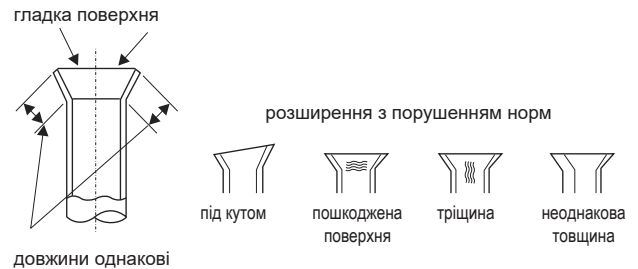 гладка поверхня
розширення з порушенням норм
під кутом
пошкоджена
поверхня
тріщина
неоднакова
товщина
довжини однакові